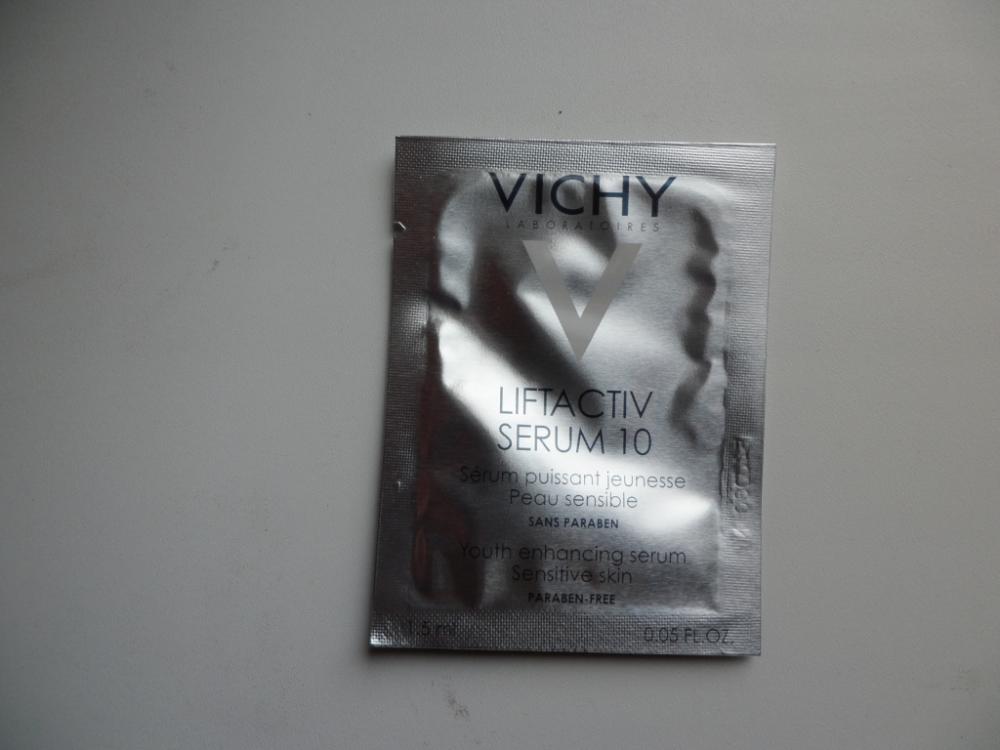 VICHY
LABORATOIRES
LIFTACTIV
SERUM 10
Sérum puissant jeunesse
Peau sensible
SANS PARABEN
Youth enhancing serum
Sensitive skin
PARABEN-FREE
1.5 ml 0.05 FL.OZ.